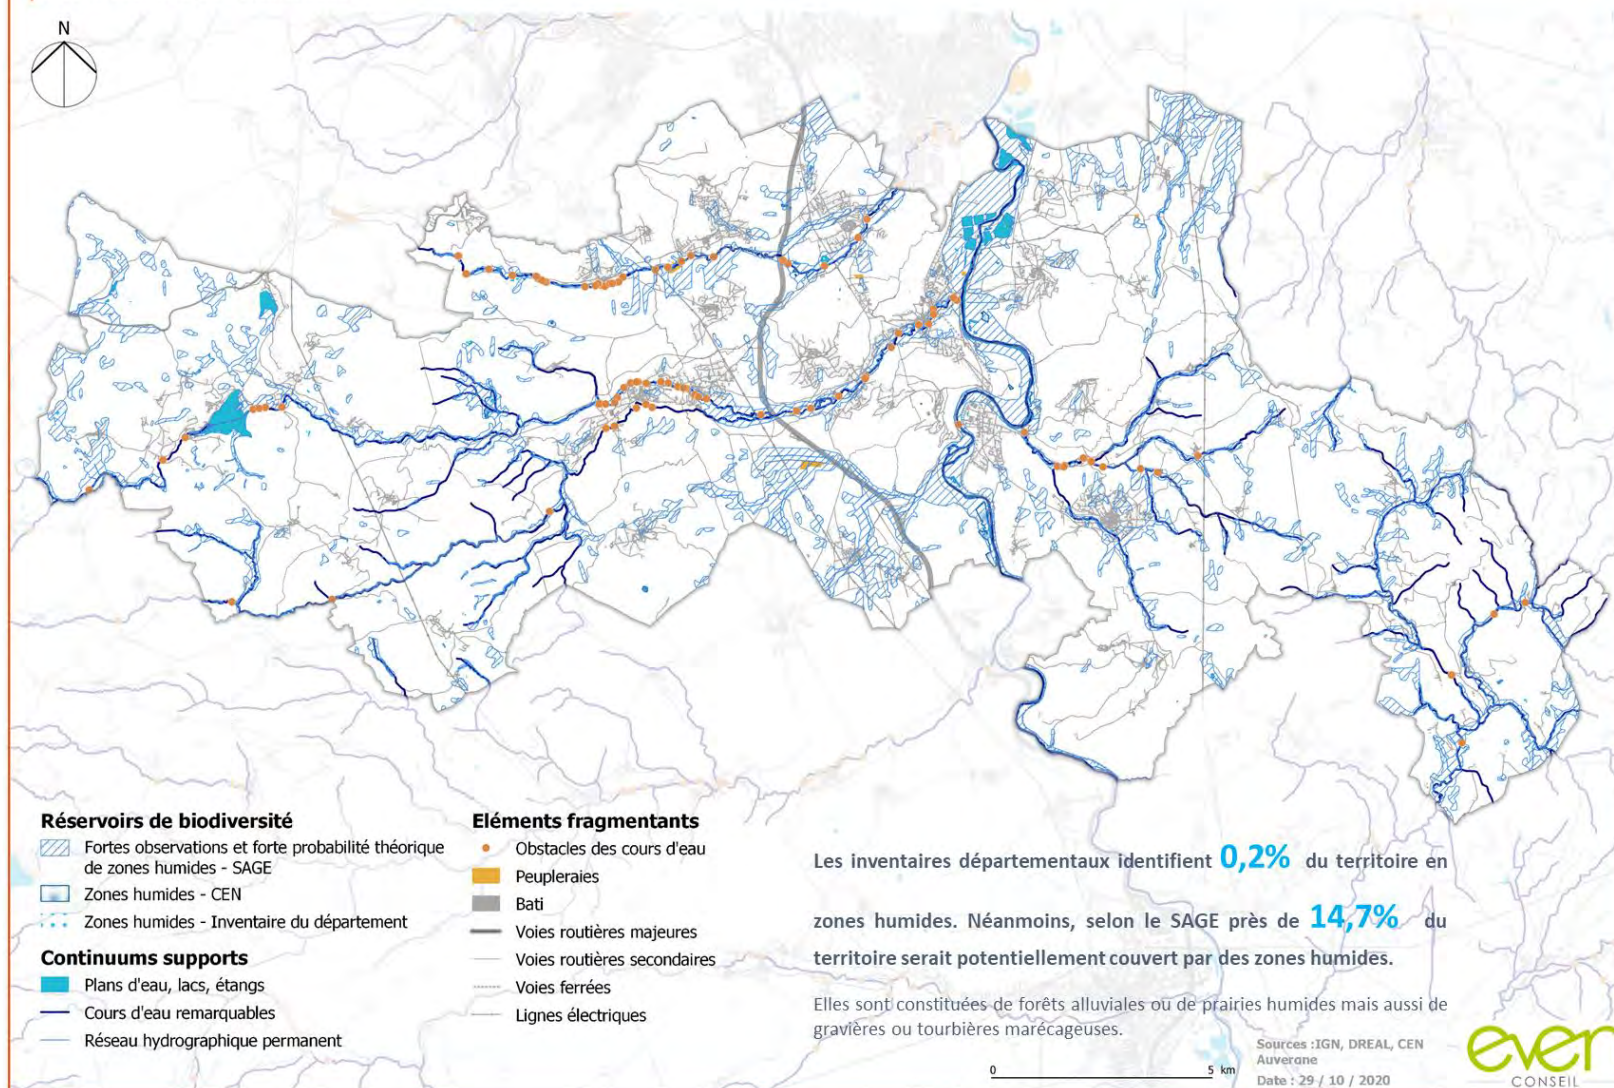 N
Réservoirs de biodiversité
Fortes observations et forte probabilité théorique
de zones humides - SAGE
Zones humides - CEN
Zones humides - Inventaire du département
Continuums supports
Plans d'eau, lacs, étangs
Cours d'eau remarquables
Réseau hydrographique permanent
Eléments fragmentants
Obstacles des cours d'eau
Peupleraies
Bati
Voies routières majeures
Voies routières secondaires
Voies ferrées
Lignes électriques
Les inventaires départementaux identifient 0,2% du territoire en
zones humides. Néanmoins, selon le SAGE près de 14,7% du
territoire serait potentiellement couvert par des zones humides.
Elles sont constituées de forêts alluviales ou de prairies humides mais aussi de
gravières ou tourbières marécageuses.
0 5 km
Sources :IGN, DREAL, CEN
Auvergne
Date : 29 / 10 / 2020
even
CONSEIL